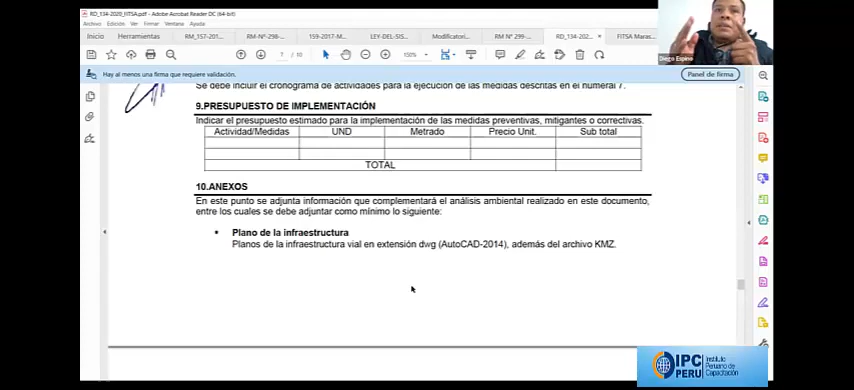 RD_134-2020_fITSA.pdf - Adobe Acrobat Reader DC (64-bit)
Archivo Edición Ver Firmar Ventana Ayuda
Inicio Herramientas RM_157-201... RM-Nº-298-... 159-2017-M... LEY-DEL-SIS... Modificatori... RM Nº 299-... RD_134-202... × FITSA Maras...
7 / 10 150%
Diego Espino
Hay al menos una firma que requiere validación. Panel de firma
Se debe incluir el cronograma de actividades para la ejecución de las medidas descritas en el numeral 7.
9.PRESUPUESTO DE IMPLEMENTACIÓN
Indicar el presupuesto estimado para la implementación de las medidas preventivas, mitigantes o correctivas.
Actividad/Medidas UND Metrado Precio Unit. Sub total
TOTAL
10.ANEXOS
En este punto se adjunta información que complementará el análisis ambiental realizado en este documento,
entre los cuales se debe adjuntar como mínimo lo siguiente:
• Plano de la infraestructura
Planos de la infraestructura vial en extensión dwg (AutoCAD-2014), además del archivo KMZ.
IPC PERU
Instituto
Peruano de
Capacitación